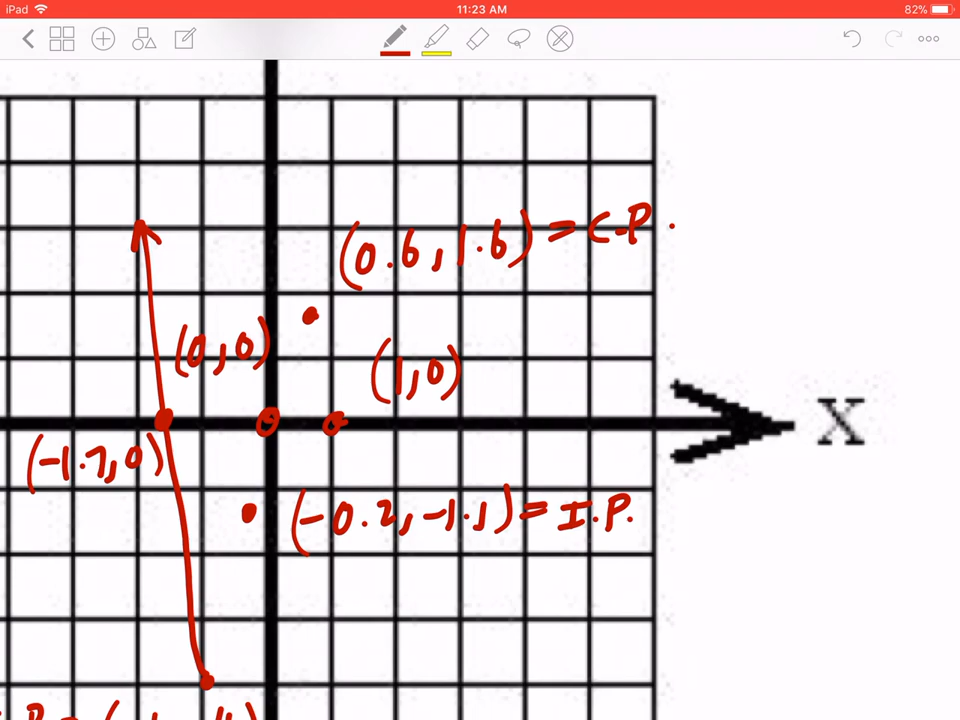 iPad 11:23 AM 82%
(0.6, 1.6) = C.P.
(0,0)
(1,0)
X
(-1.7,0)
(-0.2, -1.1) = I.P.